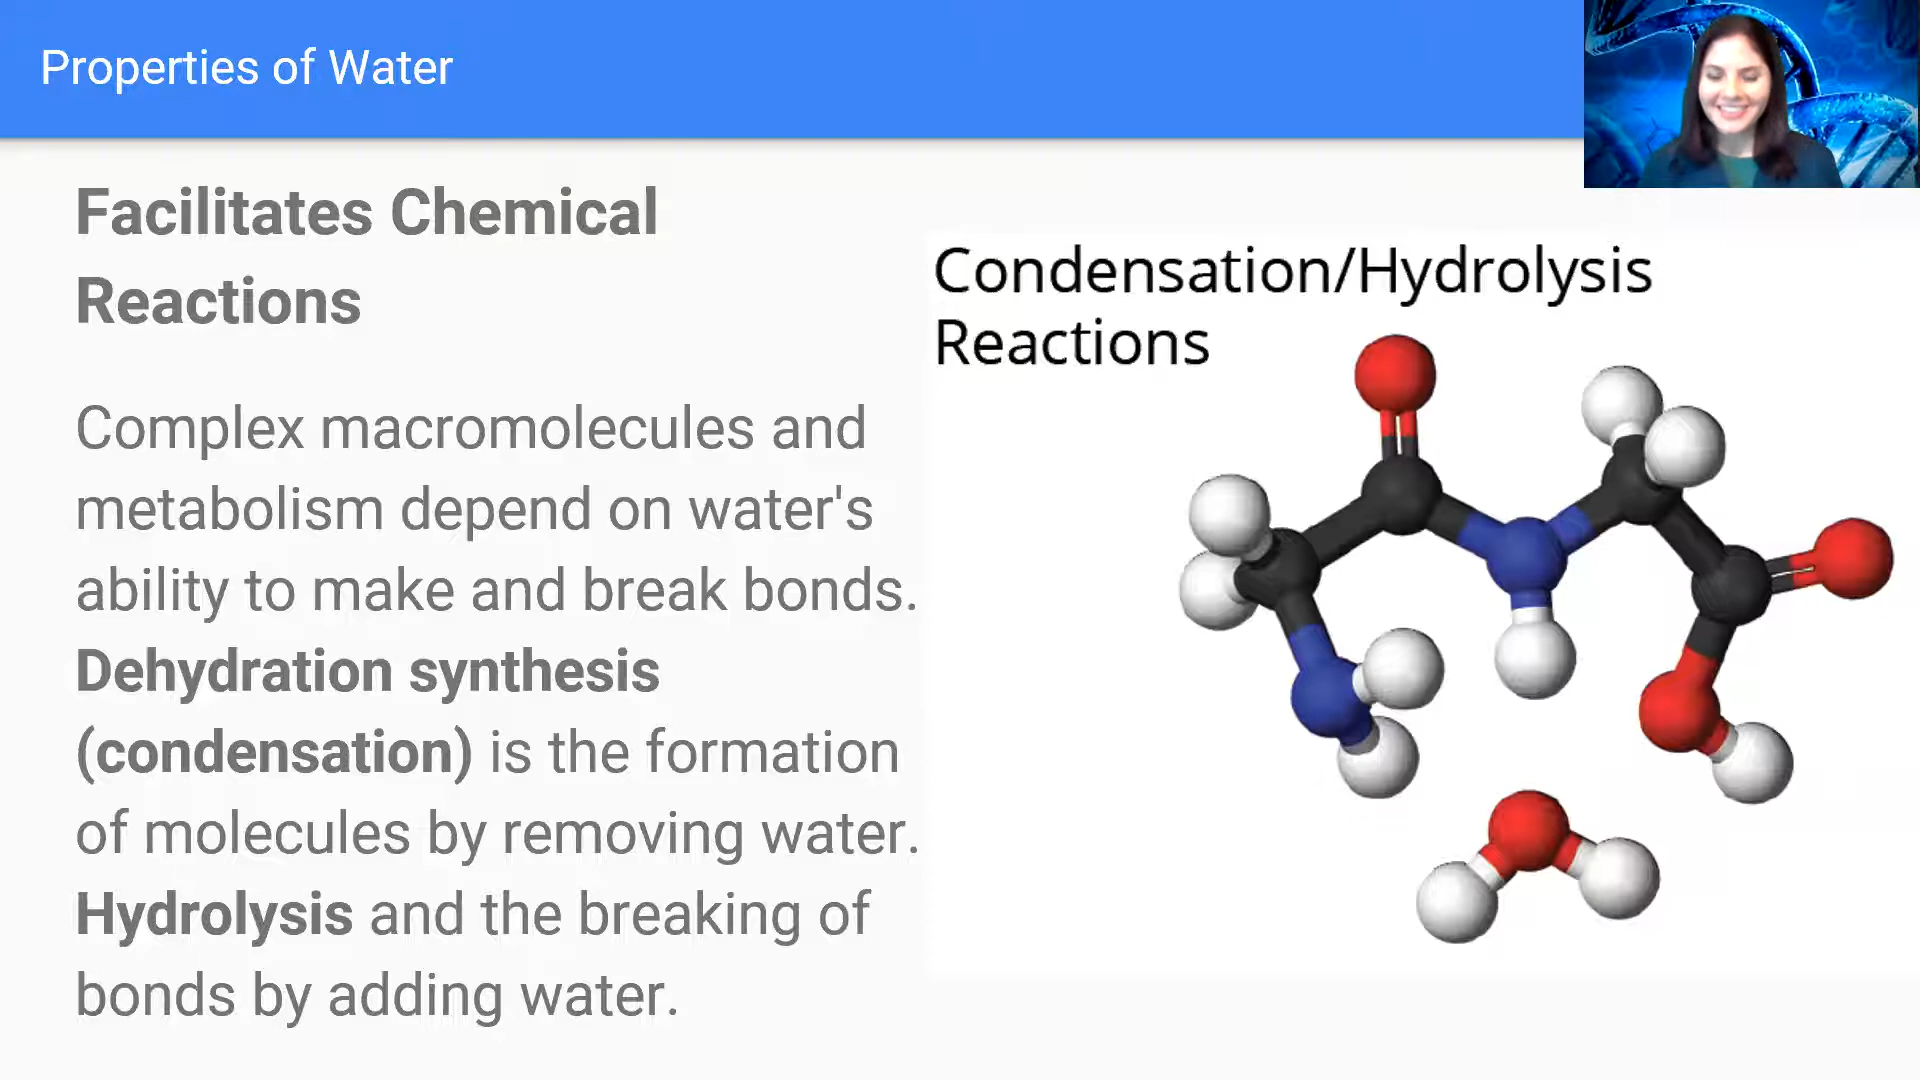 Properties of Water
Facilitates Chemical
Reactions
Complex macromolecules and
metabolism depend on water's
ability to make and break bonds.
Dehydration synthesis
(condensation) is the formation
of molecules by removing water.
Hydrolysis and the breaking of
bonds by adding water.
Condensation/Hydrolysis
Reactions